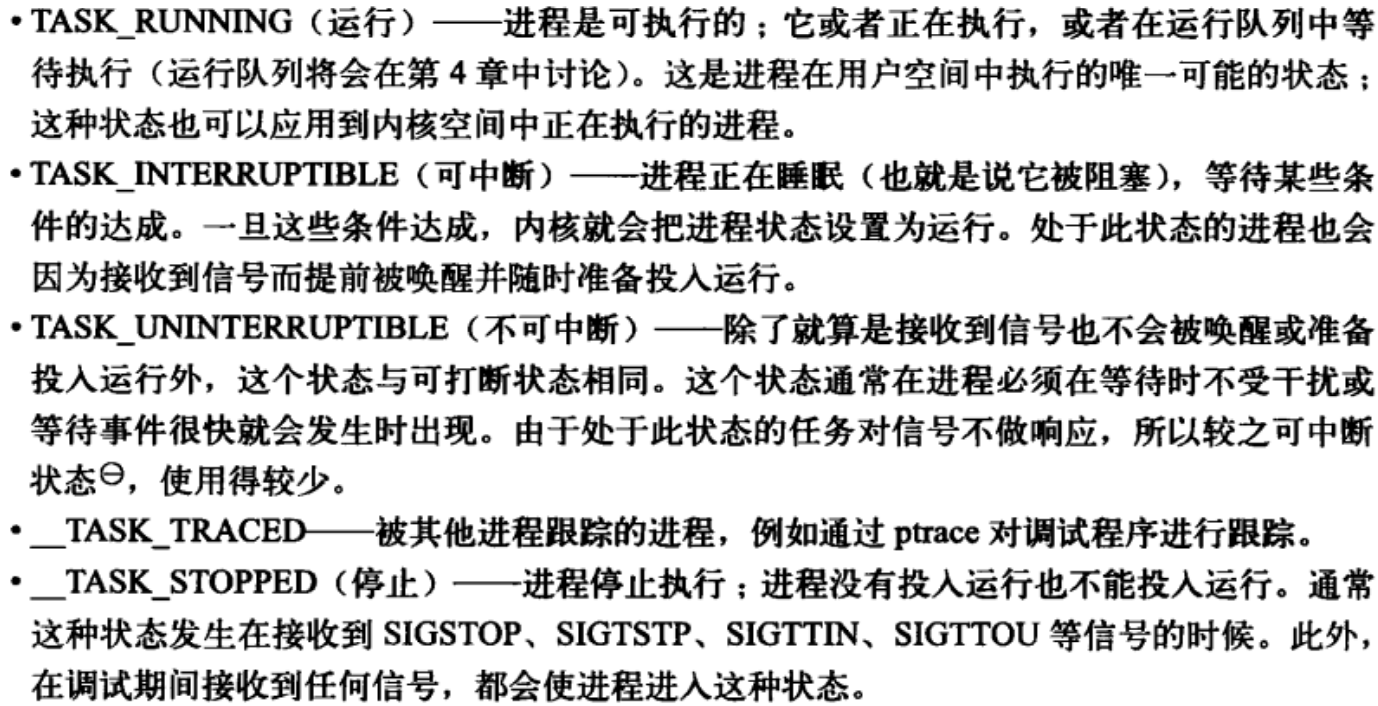 • TASK_RUNNING（运行）——进程是可执行的；它或者正在执行，或者在运行队列中等
待执行（运行队列将会在第 4 章中讨论）。这是进程在用户空间中执行的唯一可能的状态；
这种状态也可以应用到内核空间中正在执行的进程。
• TASK_INTERRUPTIBLE（可中断）——进程正在睡眠（也就是说它被阻塞），等待某些条
件的达成。一旦这些条件达成，内核就会把进程状态设置为运行。处于此状态的进程也会
因为接收到信号而提前被唤醒并随时准备投入运行。
• TASK_UNINTERRUPTIBLE（不可中断）——除了就算是接收到信号也不会被唤醒或准备
投入运行外，这个状态与可打断状态相同。这个状态通常在进程必须在等待时不受干扰或
等待事件很快就会发生时出现。由于处于此状态的任务对信号不做响应，所以较之可中断
状态㊀，使用得较少。
• __TASK_TRACED——被其他进程跟踪的进程，例如通过 ptrace 对调试程序进行跟踪。
• __TASK_STOPPED（停止）——进程停止执行；进程没有投入运行也不能投入运行。通常
这种状态发生在接收到 SIGSTOP、SIGTSTP、SIGTTIN、SIGTTOU 等信号的时候。此外，
在调试期间接收到任何信号，都会使进程进入这种状态。